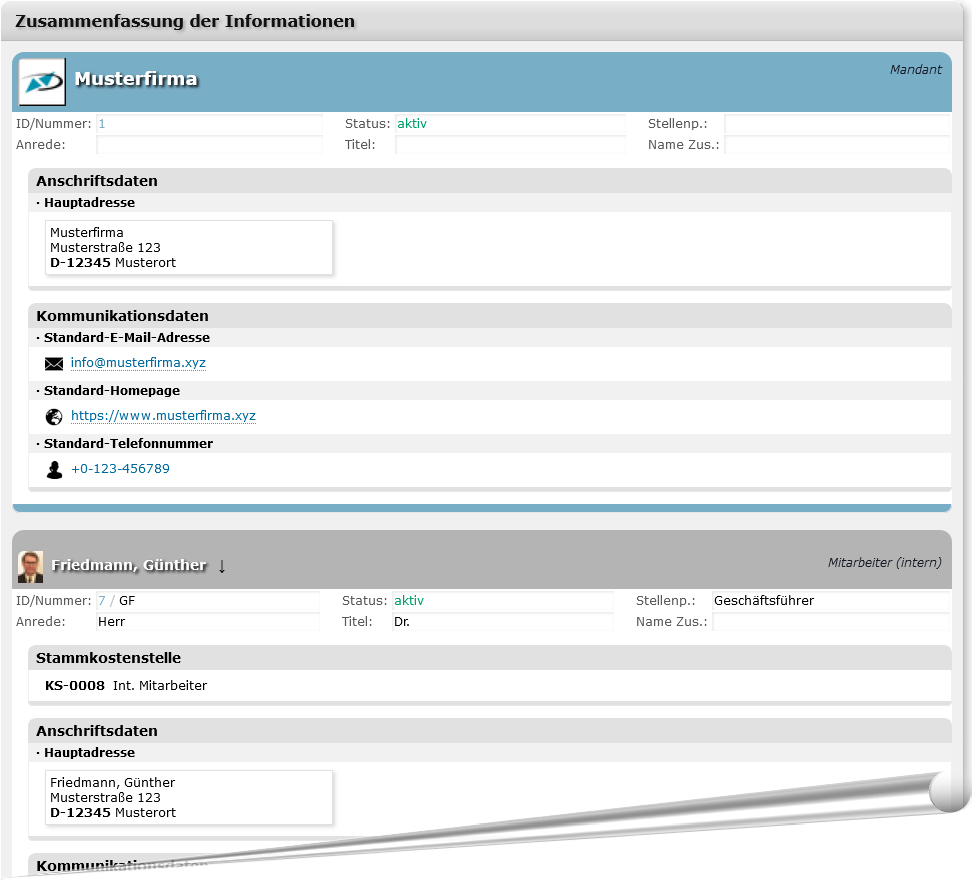 Zusammenfassung der Informationen
Musterfirma
Mandant
ID/Nummer: 1 Status: aktiv Stellenp.:
Anrede: Titel: Name Zus.:
Anschriftsdaten
· Hauptadresse
Musterfirma
Musterstraße 123
D-12345 Musterort
Kommunikationsdaten
· Standard-E-Mail-Adresse
info@musterfirma.xyz
· Standard-Homepage
https://www.musterfirma.xyz
· Standard-Telefonnummer
+0-123-456789
Friedmann, Günther ↓
Mitarbeiter (intern)
ID/Nummer: 7 / GF Status: aktiv Stellenp.: Geschäftsführer
Anrede: Herr Titel: Dr. Name Zus.:
Stammkostenstelle
KS-0008 Int. Mitarbeiter
Anschriftsdaten
· Hauptadresse
Friedmann, Günther
Musterstraße 123
D-12345 Musterort
Kommunikationsdaten